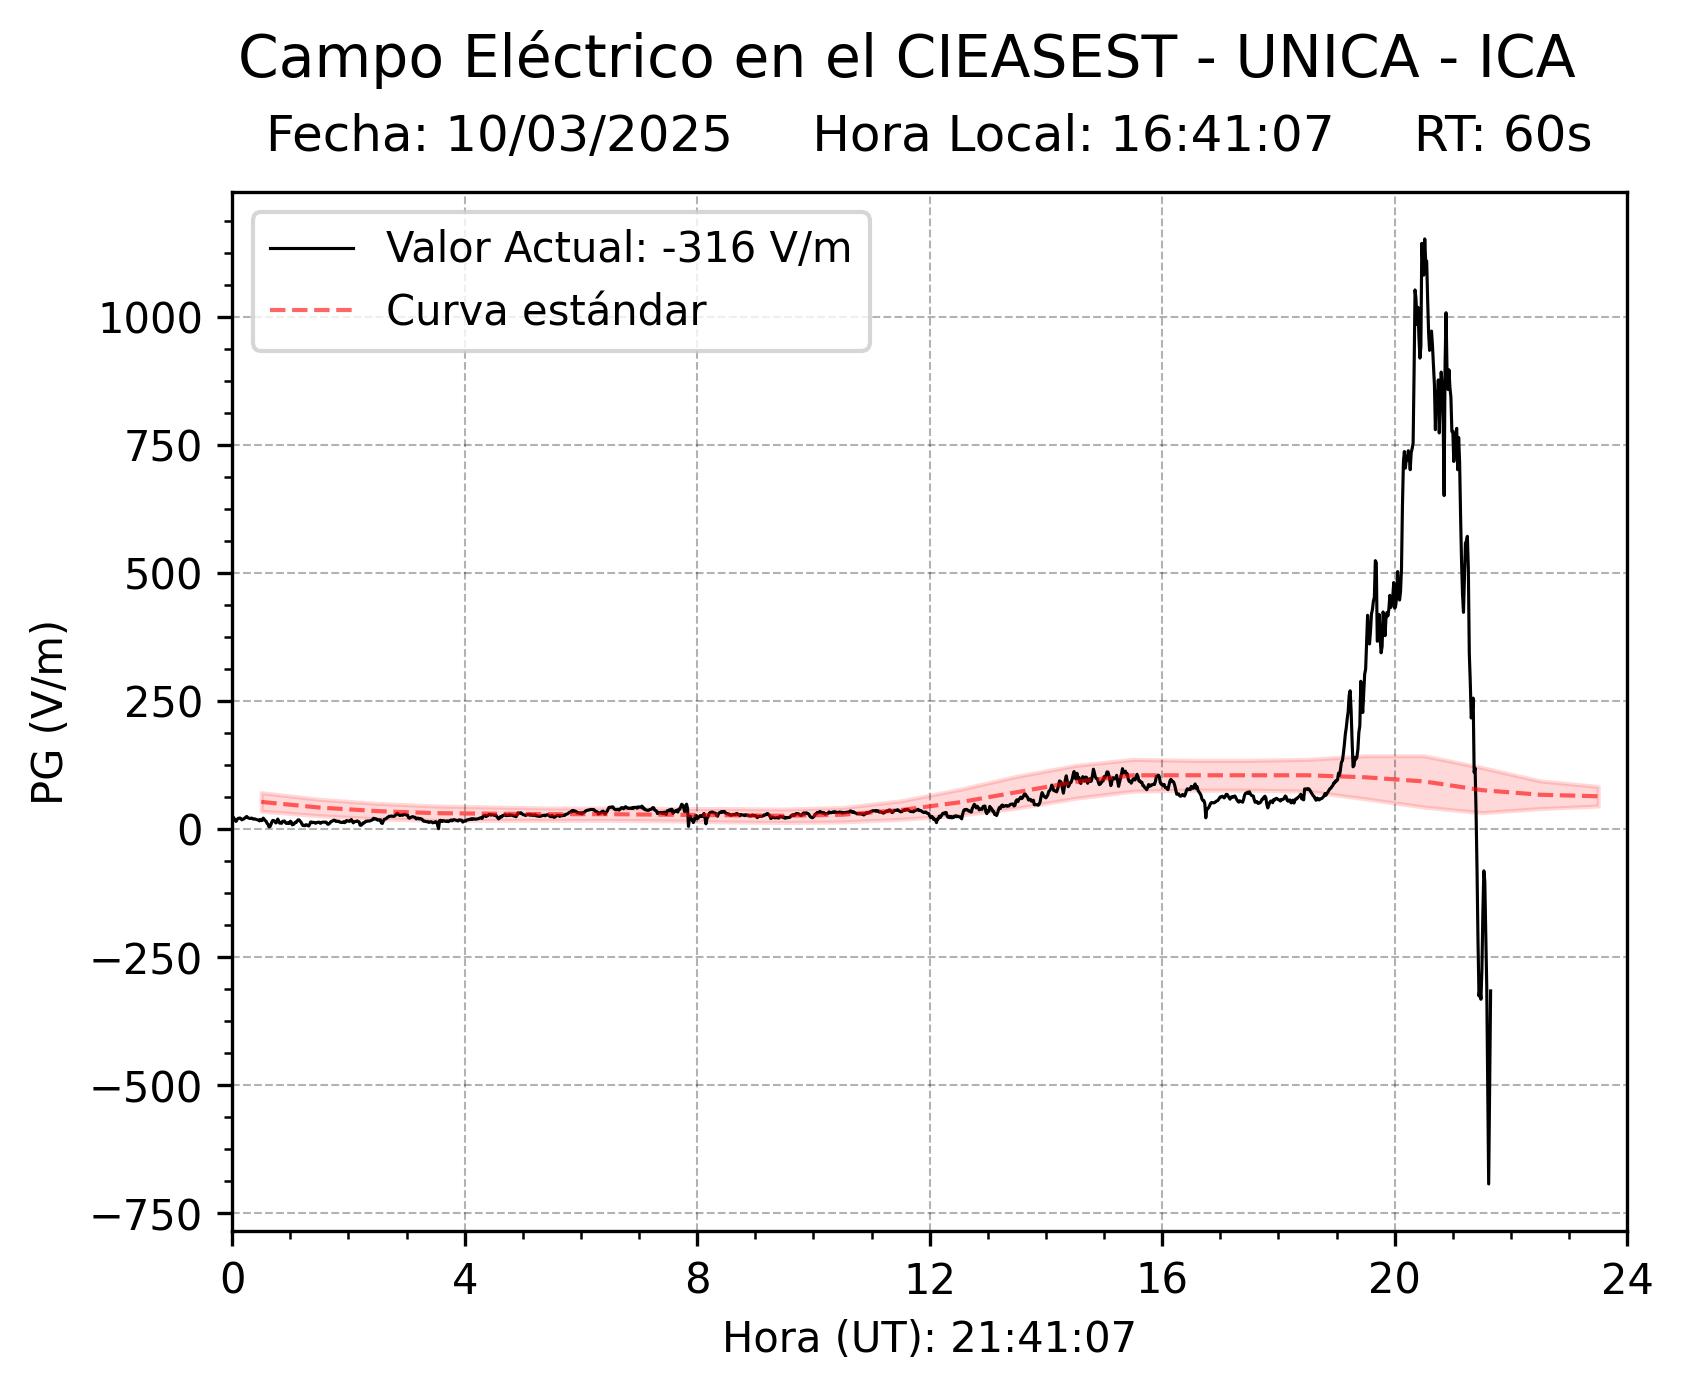 Campo Eléctrico en el CIEASEST - UNICA - ICA
Fecha: 10/03/2025 Hora Local: 16:41:07 RT: 60s
Valor Actual: -316 V/m
Curva estándar
PG (V/m)
1000
750
500
250
0
−250
−500
−750
0 4 8 12 16 20 24
Hora (UT): 21:41:07